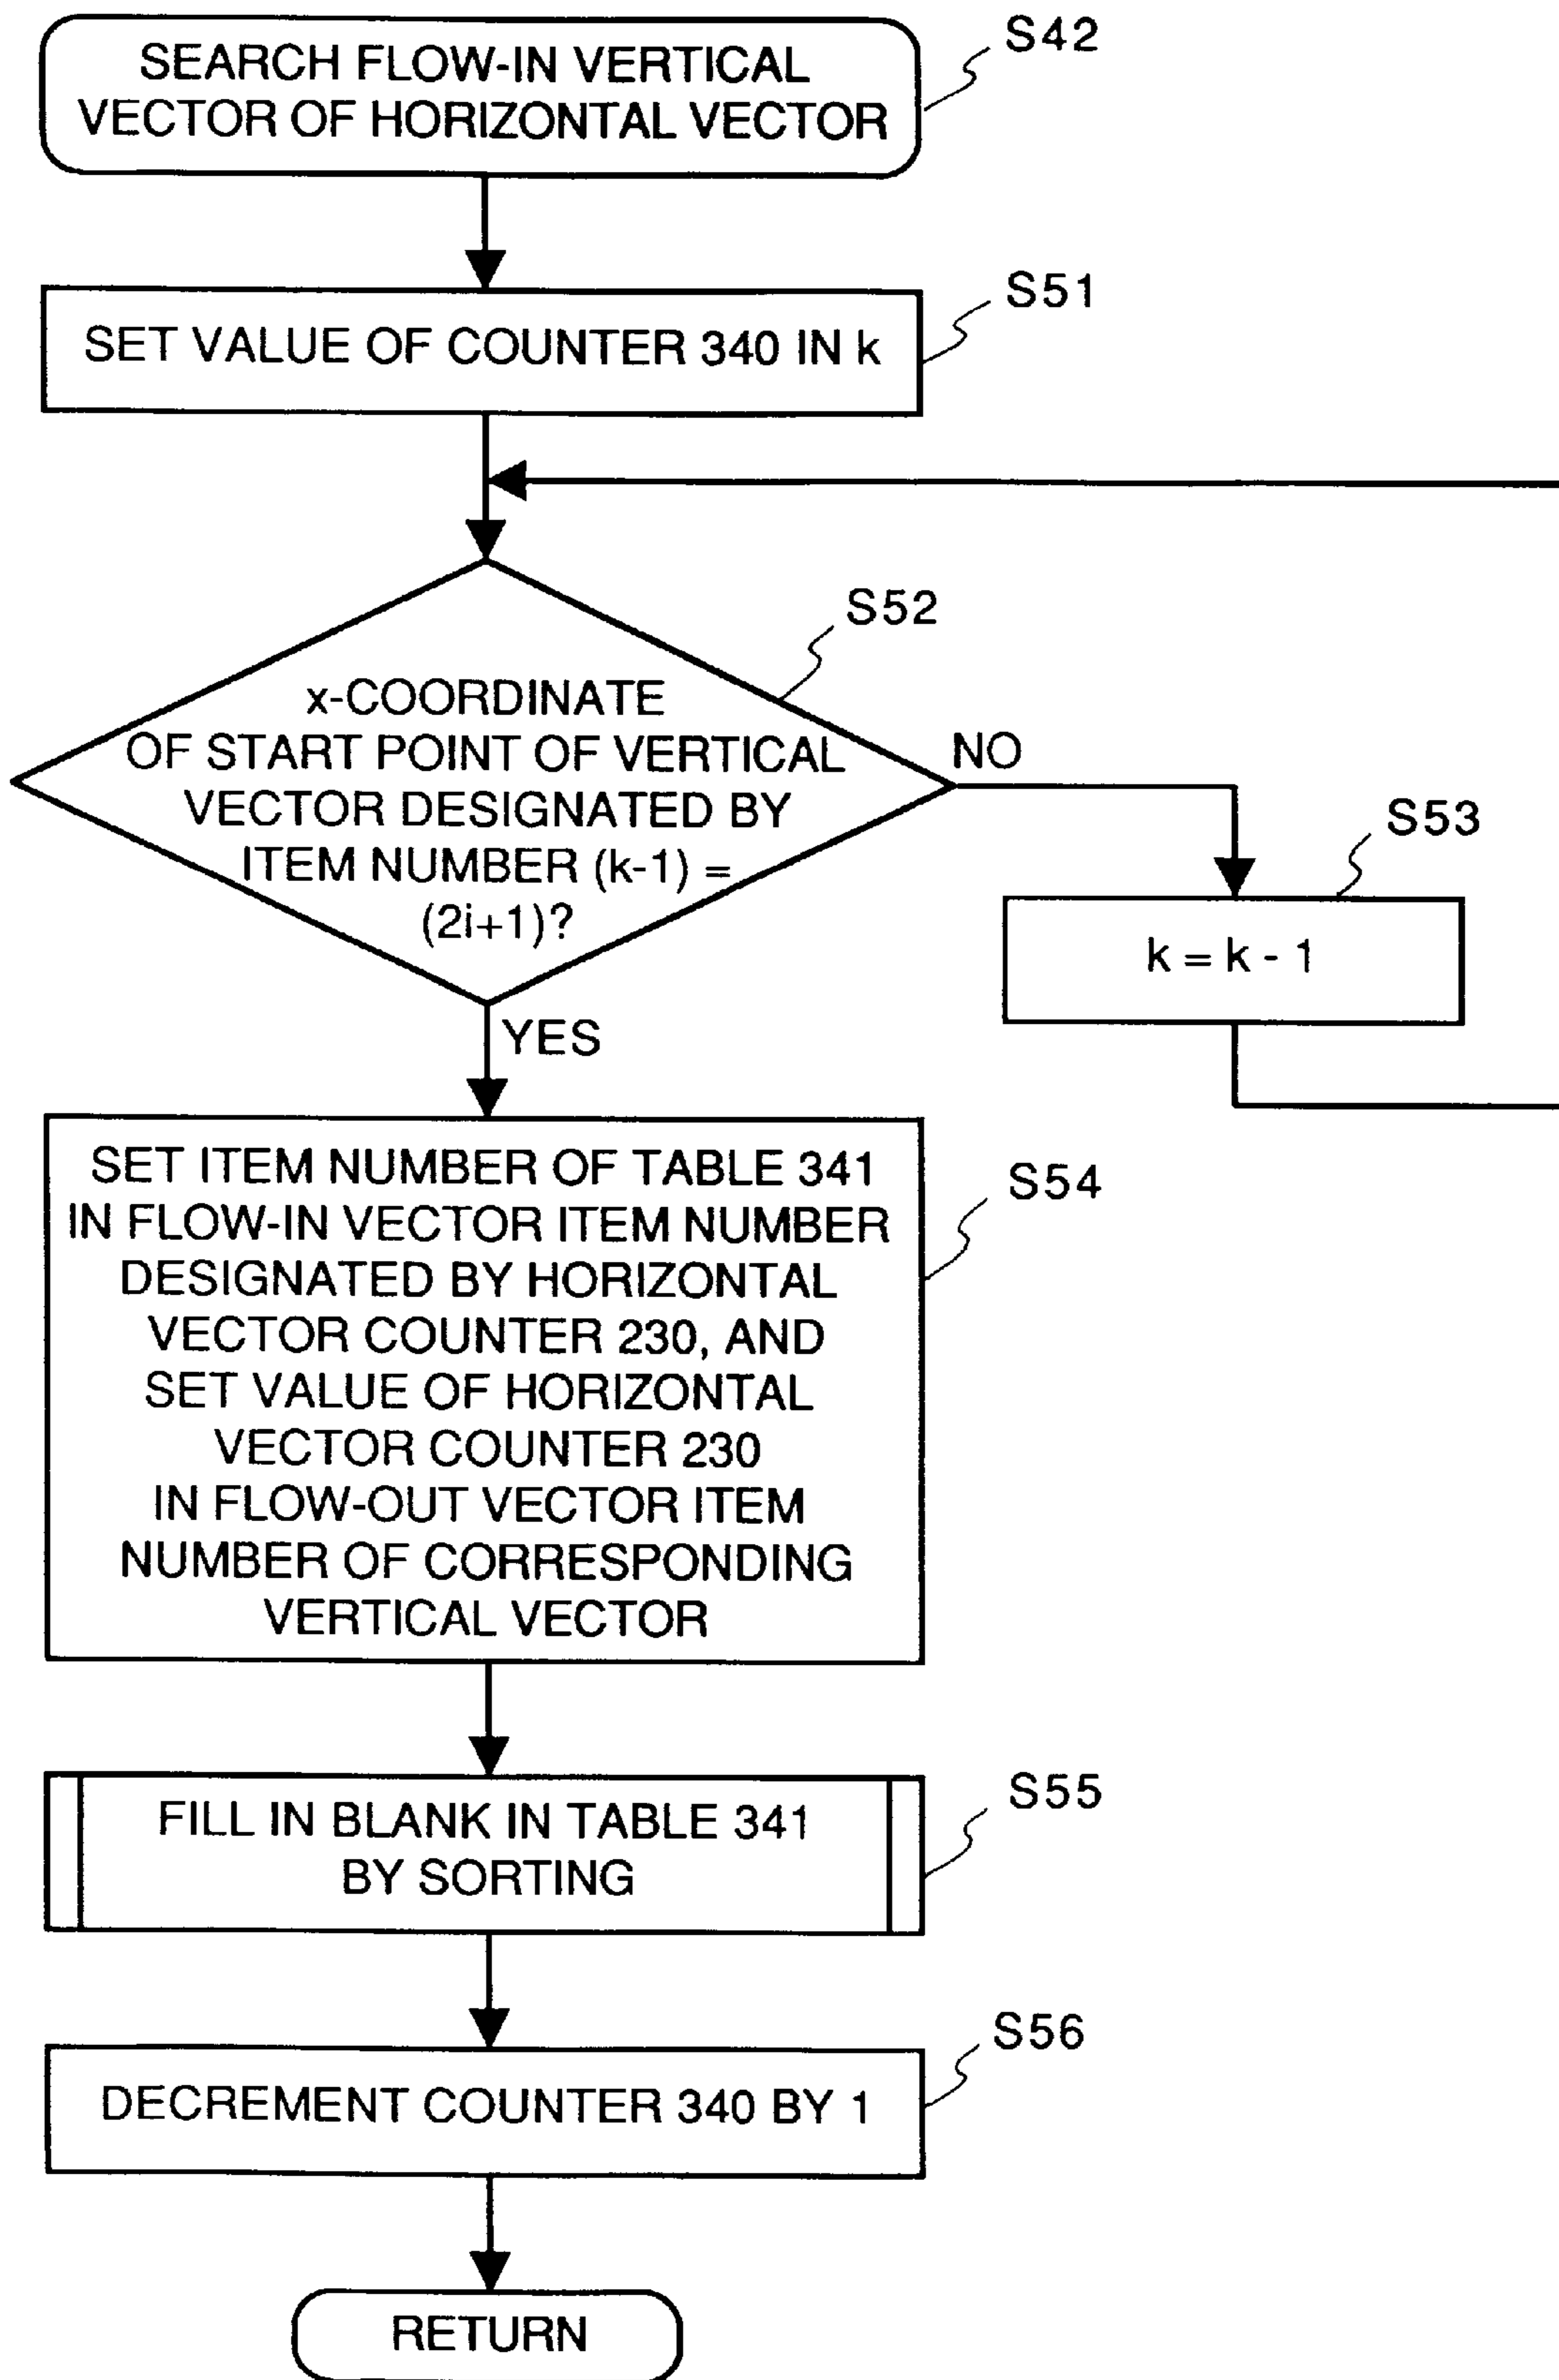 SEARCH FLOW-IN VERTICAL
VECTOR OF HORIZONTAL VECTOR
S42
SET VALUE OF COUNTER 340 IN k
S51
x-COORDINATE
OF START POINT OF VERTICAL
VECTOR DESIGNATED BY
ITEM NUMBER (k-1) =
(2i+1)?
S52
NO
k = k - 1
S53
YES
SET ITEM NUMBER OF TABLE 341
IN FLOW-IN VECTOR ITEM NUMBER
DESIGNATED BY HORIZONTAL
VECTOR COUNTER 230, AND
SET VALUE OF HORIZONTAL
VECTOR COUNTER 230
IN FLOW-OUT VECTOR ITEM
NUMBER OF CORRESPONDING
VERTICAL VECTOR
S54
FILL IN BLANK IN TABLE 341
BY SORTING
S55
DECREMENT COUNTER 340 BY 1
S56
RETURN